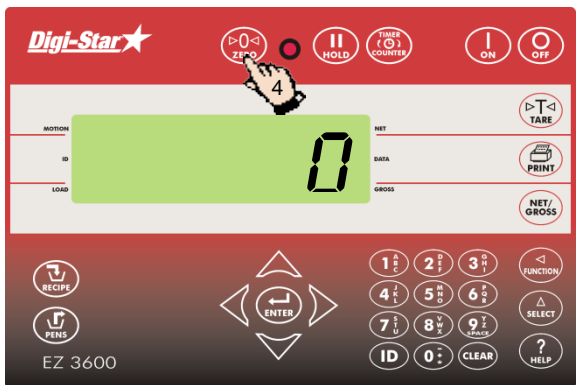 Digi-Star
▷0◁
ZERO
HOLD
TIMER
COUNTER
ON
OFF
4
▷T◁
TARE
MOTION
NET
ID
0
DATA
PRINT
LOAD
GROSS
NET/
GROSS
RECIPE
1 A B C
2 D E F
3 G H I
FUNCTION
4 J K L
5 M N O
6 P Q R
ENTER
SELECT
PENS
7 S T U
8 V W X
9 Y Z SPACE
EZ 3600
ID
0 - + :
CLEAR
?
HELP